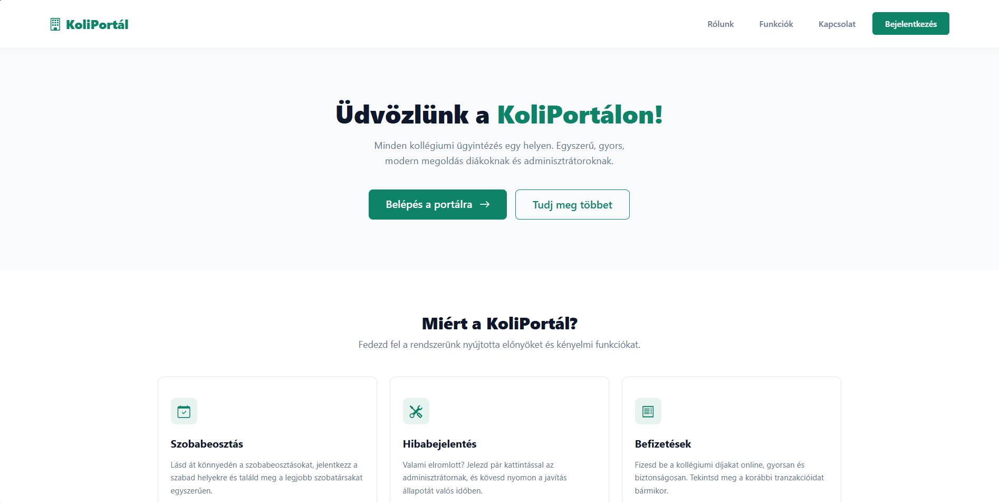 KoliPortál
Rólunk
Funkciók
Kapcsolat
Bejelentkezés
Üdvözlünk a KoliPortálon!
Minden kollégiumi ügyintézés egy helyen. Egyszerű, gyors,
modern megoldás diákoknak és adminisztrátoroknak.
Belépés a portálra →
Tudj meg többet
Miért a KoliPortál?
Fedezd fel a rendszerünk nyújtotta előnyöket és kényelmi funkciókat.
Szobabeosztás
Lásd át könnyedén a szobabeosztásokat, jelentkezz a
szabad helyekre és találd meg a legjobb szobatársakat
egyszerűen.
Hibabejelentés
Valami elromlott? Jelezd pár kattintással az
adminisztrátornak, és kövesd nyomon a javítás
állapotát valós időben.
Befizetések
Fizesd be a kollégiumi díjakat online, gyorsan és
biztonságosan. Tekintsd meg a korábbi tranzakcióidat
bármikor.